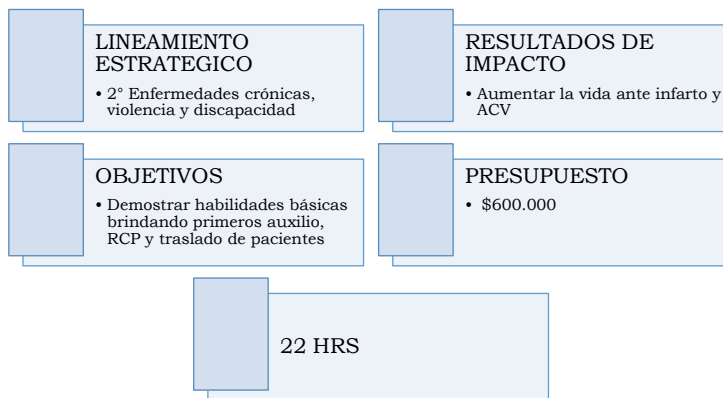 LINEAMIENTO
ESTRATEGICO
• 2° Enfermedades crónicas,
violencia y discapacidad
RESULTADOS DE
IMPACTO
• Aumentar la vida ante infarto y
ACV
OBJETIVOS
• Demostrar habilidades básicas
brindando primeros auxilio,
RCP y traslado de pacientes
PRESUPUESTO
• $600.000
22 HRS